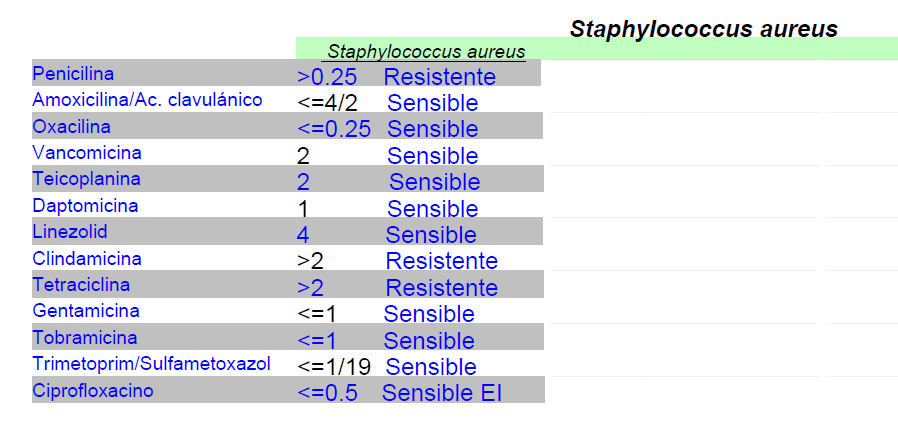 Staphylococcus aureus
Staphylococcus aureus
Penicilina >0.25 Resistente
Amoxicilina/Ac. clavulánico <=4/2 Sensible
Oxacilina <=0.25 Sensible
Vancomicina 2 Sensible
Teicoplanina 2 Sensible
Daptomicina 1 Sensible
Linezolid 4 Sensible
Clindamicina >2 Resistente
Tetraciclina >2 Resistente
Gentamicina <=1 Sensible
Tobramicina <=1 Sensible
Trimetoprim/Sulfametoxazol <=1/19 Sensible
Ciprofloxacino <=0.5 Sensible EI